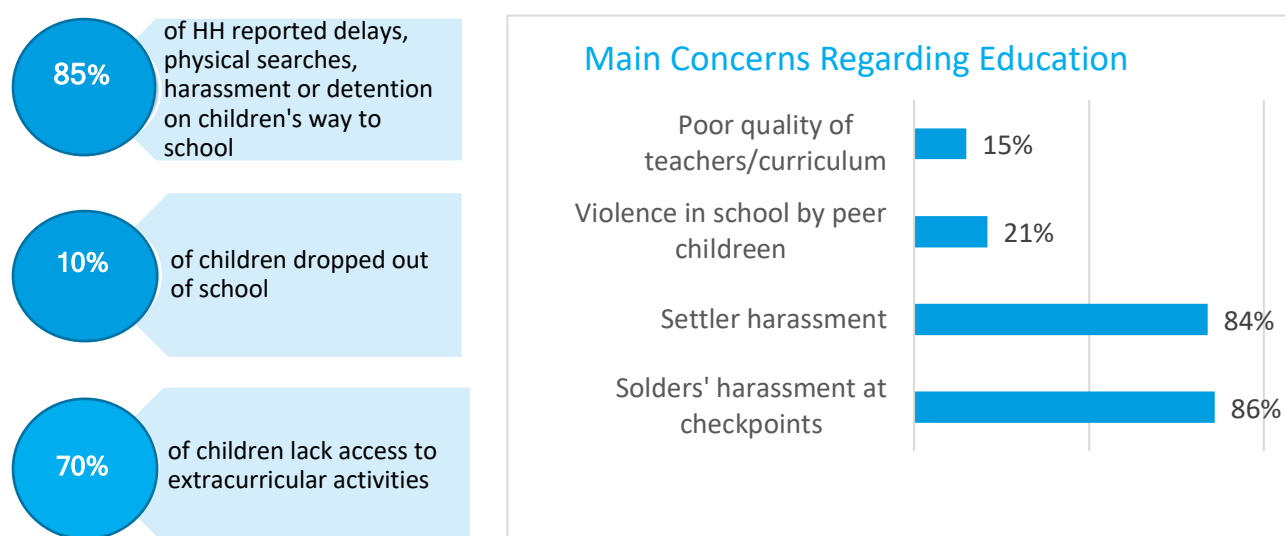 85%
of HH reported delays,
physical searches,
harassment or detention
on children's way to
school
10%
of children dropped out
of school
70%
of children lack access to
extracurricular activities
Main Concerns Regarding Education
Poor quality of
teachers/curriculum
15%
Violence in school by peer
childreen
21%
Settler harassment
84%
Solders' harassment at
checkpoints
86%